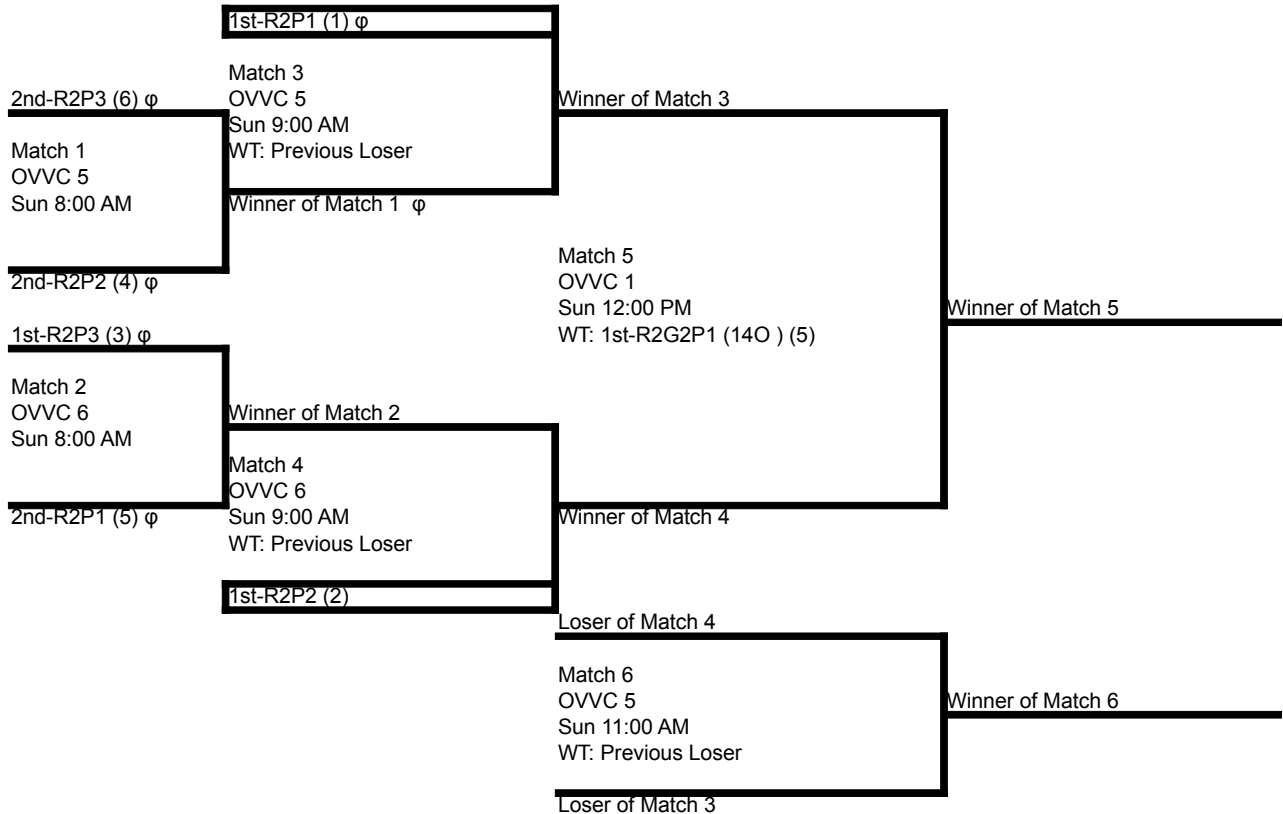 1st-R2P1 (1) φ
Match 3
OVVC 5
Sun 9:00 AM
WT: Previous Loser
2nd-R2P3 (6) φ
Match 1
OVVC 5
Sun 8:00 AM
Winner of Match 3
Winner of Match 1 φ
2nd-R2P2 (4) φ
Match 5
OVVC 1
Sun 12:00 PM
WT: 1st-R2G2P1 (14O ) (5)
Winner of Match 5
1st-R2P3 (3) φ
Match 2
OVVC 6
Sun 8:00 AM
Winner of Match 2
Match 4
OVVC 6
Sun 9:00 AM
WT: Previous Loser
2nd-R2P1 (5) φ
Winner of Match 4
1st-R2P2 (2)
Loser of Match 4
Match 6
OVVC 5
Sun 11:00 AM
WT: Previous Loser
Winner of Match 6
Loser of Match 3